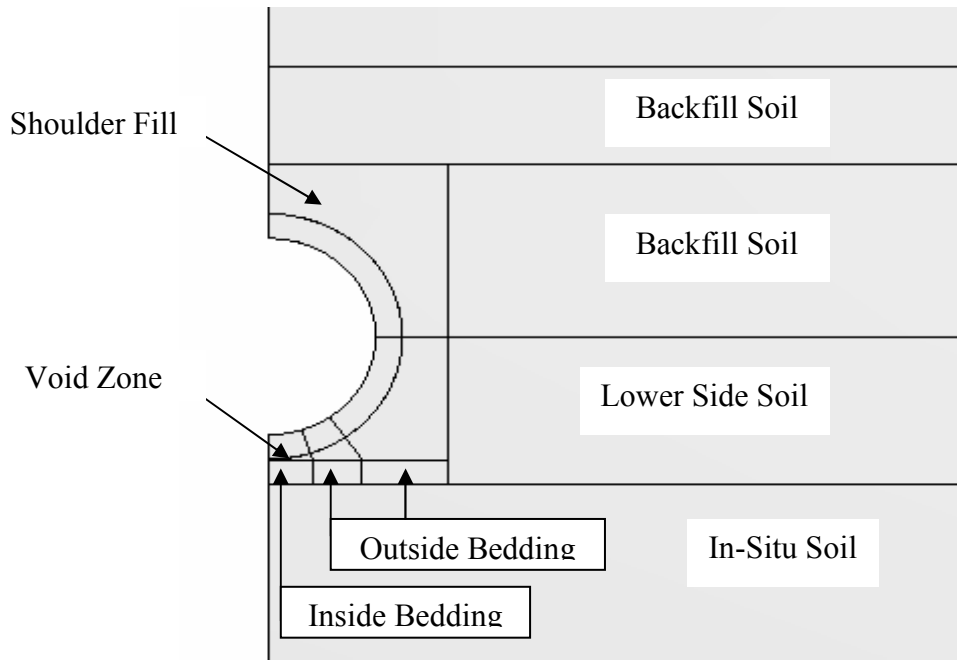 Backfill Soil
Shoulder Fill
Backfill Soil
Void Zone
Lower Side Soil
Outside Bedding
In-Situ Soil
Inside Bedding